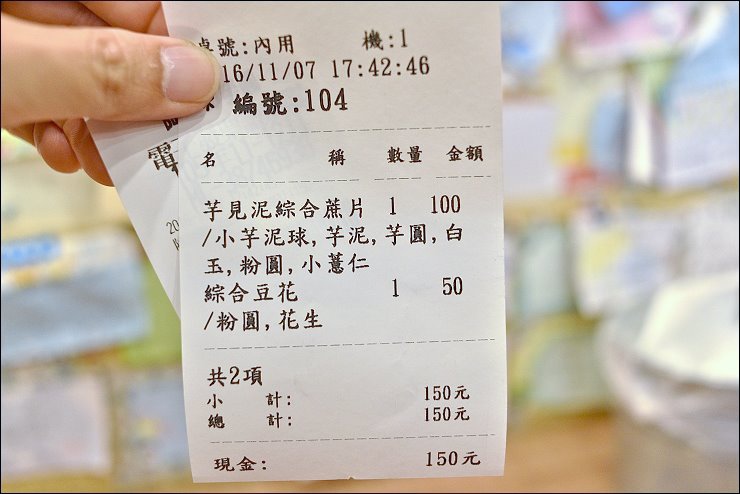 桌號:內用 機:1
16/11/07 17:42:46
編號:104
名 稱 數量 金額
芋見泥綜合蔗片 1 100
/小芋泥球,芋泥,芋圓,白
玉,粉圓,小薏仁
綜合豆花 1 50
/粉圓,花生
共2項
小 計: 150元
總 計: 150元
現金: 150元
電
20